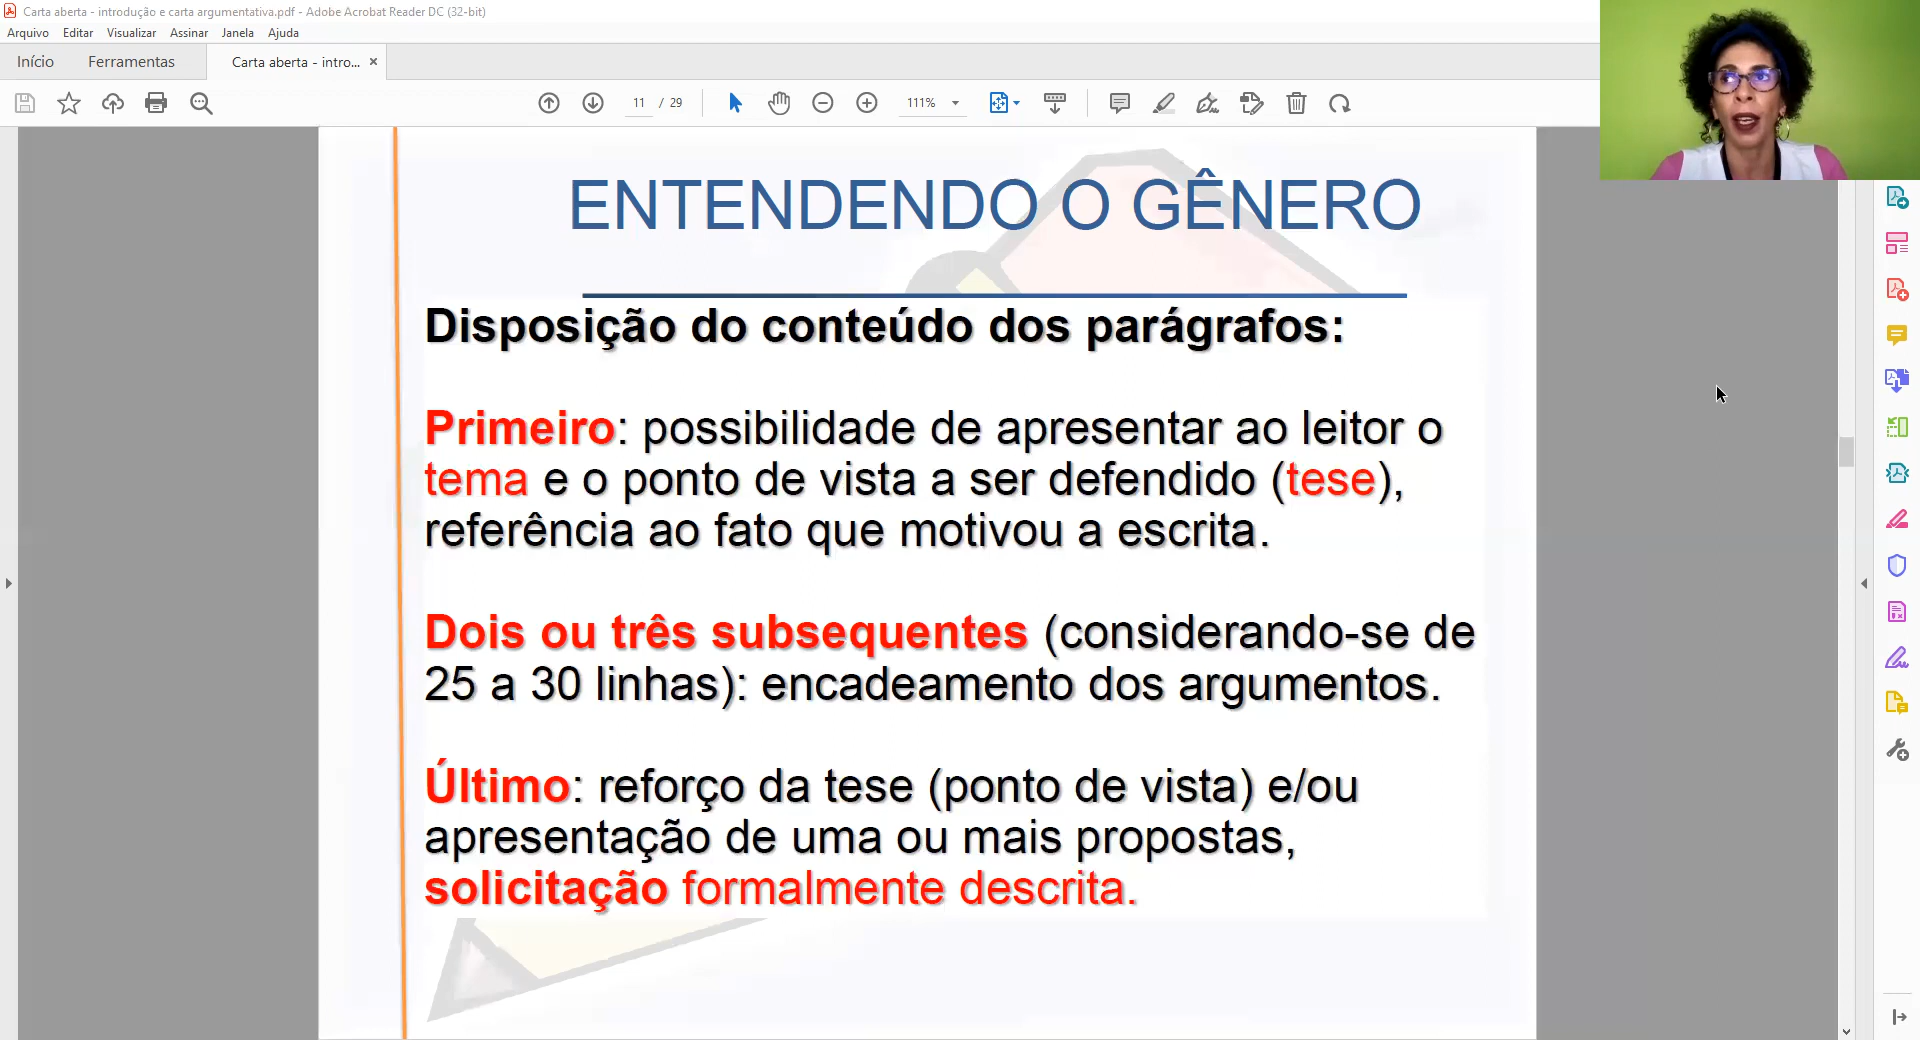 Carta aberta - introdução e carta argumentativa.pdf - Adobe Acrobat Reader DC (32-bit)
Arquivo Editar Visualizar Assinar Janela Ajuda
Início Ferramentas Carta aberta - intro... ×
11 / 29 111%
ENTENDENDO O GÊNERO
Disposição do conteúdo dos parágrafos:
Primeiro: possibilidade de apresentar ao leitor o
tema e o ponto de vista a ser defendido (tese),
referência ao fato que motivou a escrita.
Dois ou três subsequentes (considerando-se de
25 a 30 linhas): encadeamento dos argumentos.
Último: reforço da tese (ponto de vista) e/ou
apresentação de uma ou mais propostas,
solicitação formalmente descrita.